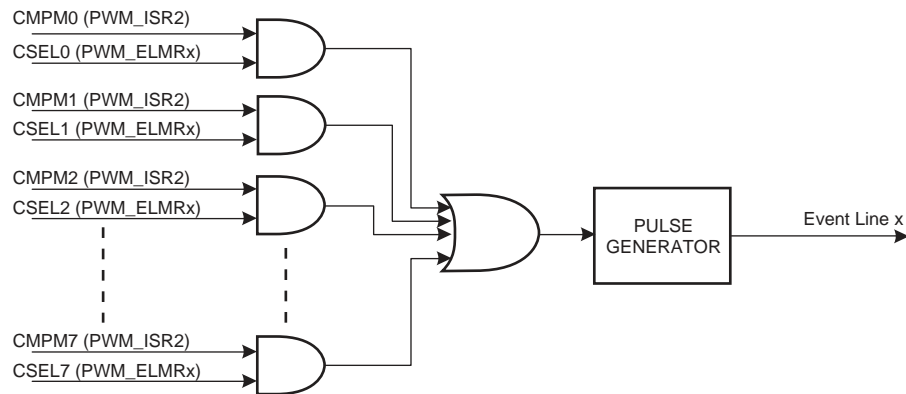 CMPM0 (PWM_ISR2)
CSEL0 (PWM_ELMRx)
CMPM1 (PWM_ISR2)
CSEL1 (PWM_ELMRx)
CMPM2 (PWM_ISR2)
CSEL2 (PWM_ELMRx)
CMPM7 (PWM_ISR2)
CSEL7 (PWM_ELMRx)
PULSE
GENERATOR
Event Line x